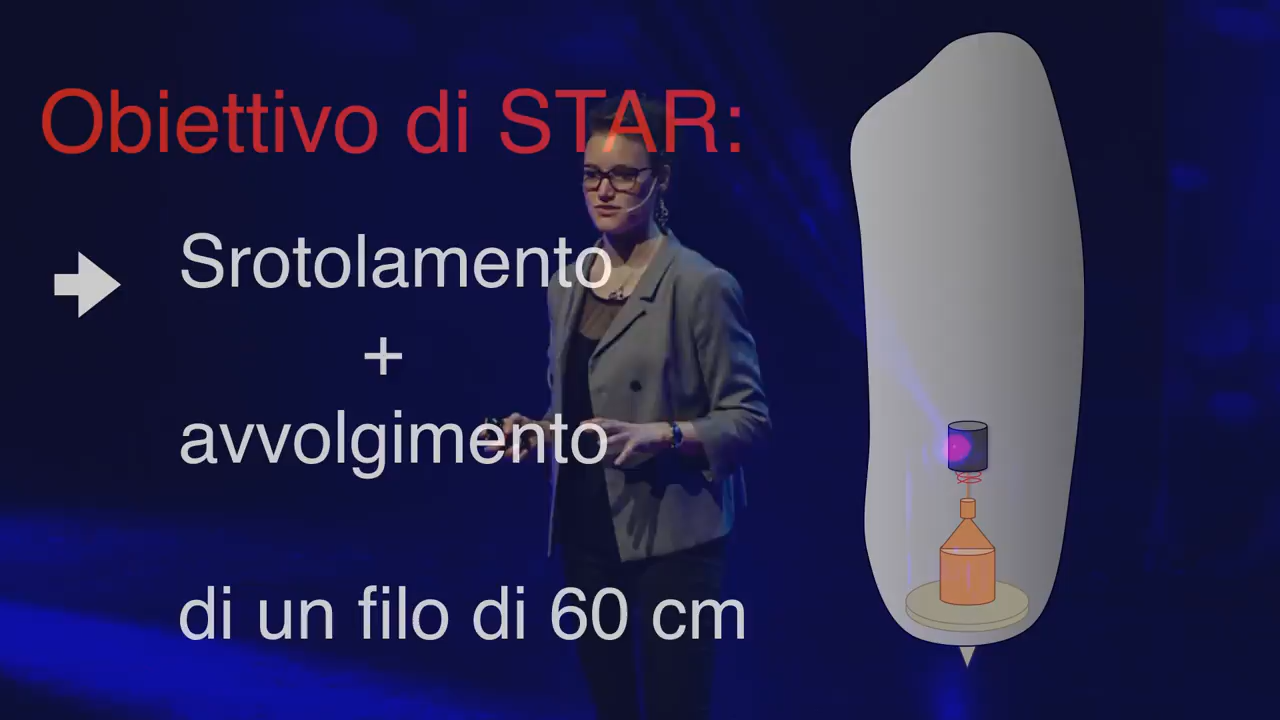 Obiettivo di STAR:
Srotolamento
+
avvolgimento
di un filo di 60 cm